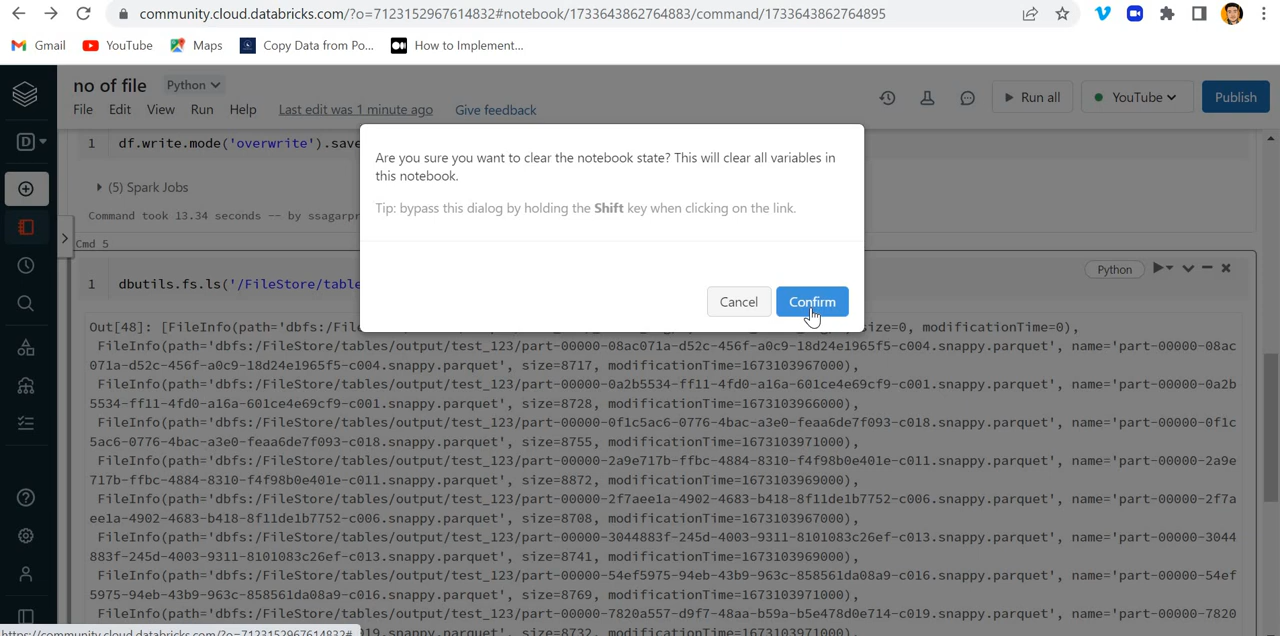 community.cloud.databricks.com/?o=7123152967614832#notebook/1733643862764883/command/1733643862764895
Gmail YouTube Maps Copy Data from Po... How to Implement...
no of file Python
File Edit View Run Help Last edit was 1 minute ago Give feedback
Run all YouTube Publish
D
1 df.write.mode('overwrite').save
(5) Spark Jobs
Command took 13.34 seconds -- by ssagarpr
Cmd 5
Are you sure you want to clear the notebook state? This will clear all variables in
this notebook.
Tip: bypass this dialog by holding the Shift key when clicking on the link.
Cancel Confirm
Python
1 dbutils.fs.ls('/FileStore/table
Out[48]: [FileInfo(path='dbfs:/File size=0, modificationTime=0),
FileInfo(path='dbfs:/FileStore/tables/output/test_123/part-00000-08ac071a-d52c-456f-a0c9-18d24e1965f5-c004.snappy.parquet', name='part-00000-08ac
071a-d52c-456f-a0c9-18d24e1965f5-c004.snappy.parquet', size=8717, modificationTime=1673103967000),
FileInfo(path='dbfs:/FileStore/tables/output/test_123/part-00000-0a2b5534-ff11-4fd0-a16a-601ce4e69cf9-c001.snappy.parquet', name='part-00000-0a2b
5534-ff11-4fd0-a16a-601ce4e69cf9-c001.snappy.parquet', size=8728, modificationTime=1673103966000),
FileInfo(path='dbfs:/FileStore/tables/output/test_123/part-00000-0f1c5ac6-0776-4bac-a3e0-feaa6de7f093-c018.snappy.parquet', name='part-00000-0f1c
5ac6-0776-4bac-a3e0-feaa6de7f093-c018.snappy.parquet', size=8755, modificationTime=1673103971000),
FileInfo(path='dbfs:/FileStore/tables/output/test_123/part-00000-2a9e717b-ffbc-4884-8310-f4f98b0e401e-c011.snappy.parquet', name='part-00000-2a9e
717b-ffbc-4884-8310-f4f98b0e401e-c011.snappy.parquet', size=8872, modificationTime=1673103969000),
FileInfo(path='dbfs:/FileStore/tables/output/test_123/part-00000-2f7aee1a-4902-4683-b418-8f11de1b7752-c006.snappy.parquet', name='part-00000-2f7a
ee1a-4902-4683-b418-8f11de1b7752-c006.snappy.parquet', size=8708, modificationTime=1673103967000),
FileInfo(path='dbfs:/FileStore/tables/output/test_123/part-00000-3044883f-245d-4003-9311-8101083c26ef-c013.snappy.parquet', name='part-00000-3044
883f-245d-4003-9311-8101083c26ef-c013.snappy.parquet', size=8741, modificationTime=1673103969000),
FileInfo(path='dbfs:/FileStore/tables/output/test_123/part-00000-54ef5975-94eb-43b9-963c-858561da08a9-c016.snappy.parquet', name='part-00000-54ef
5975-94eb-43b9-963c-858561da08a9-c016.snappy.parquet', size=8769, modificationTime=1673103971000),
FileInfo(path='dbfs:/FileStore/tables/output/test_123/part-00000-7820a557-d9f7-48aa-b59a-b5e478d0e714-c019.snappy.parquet', name='part-00000-7820